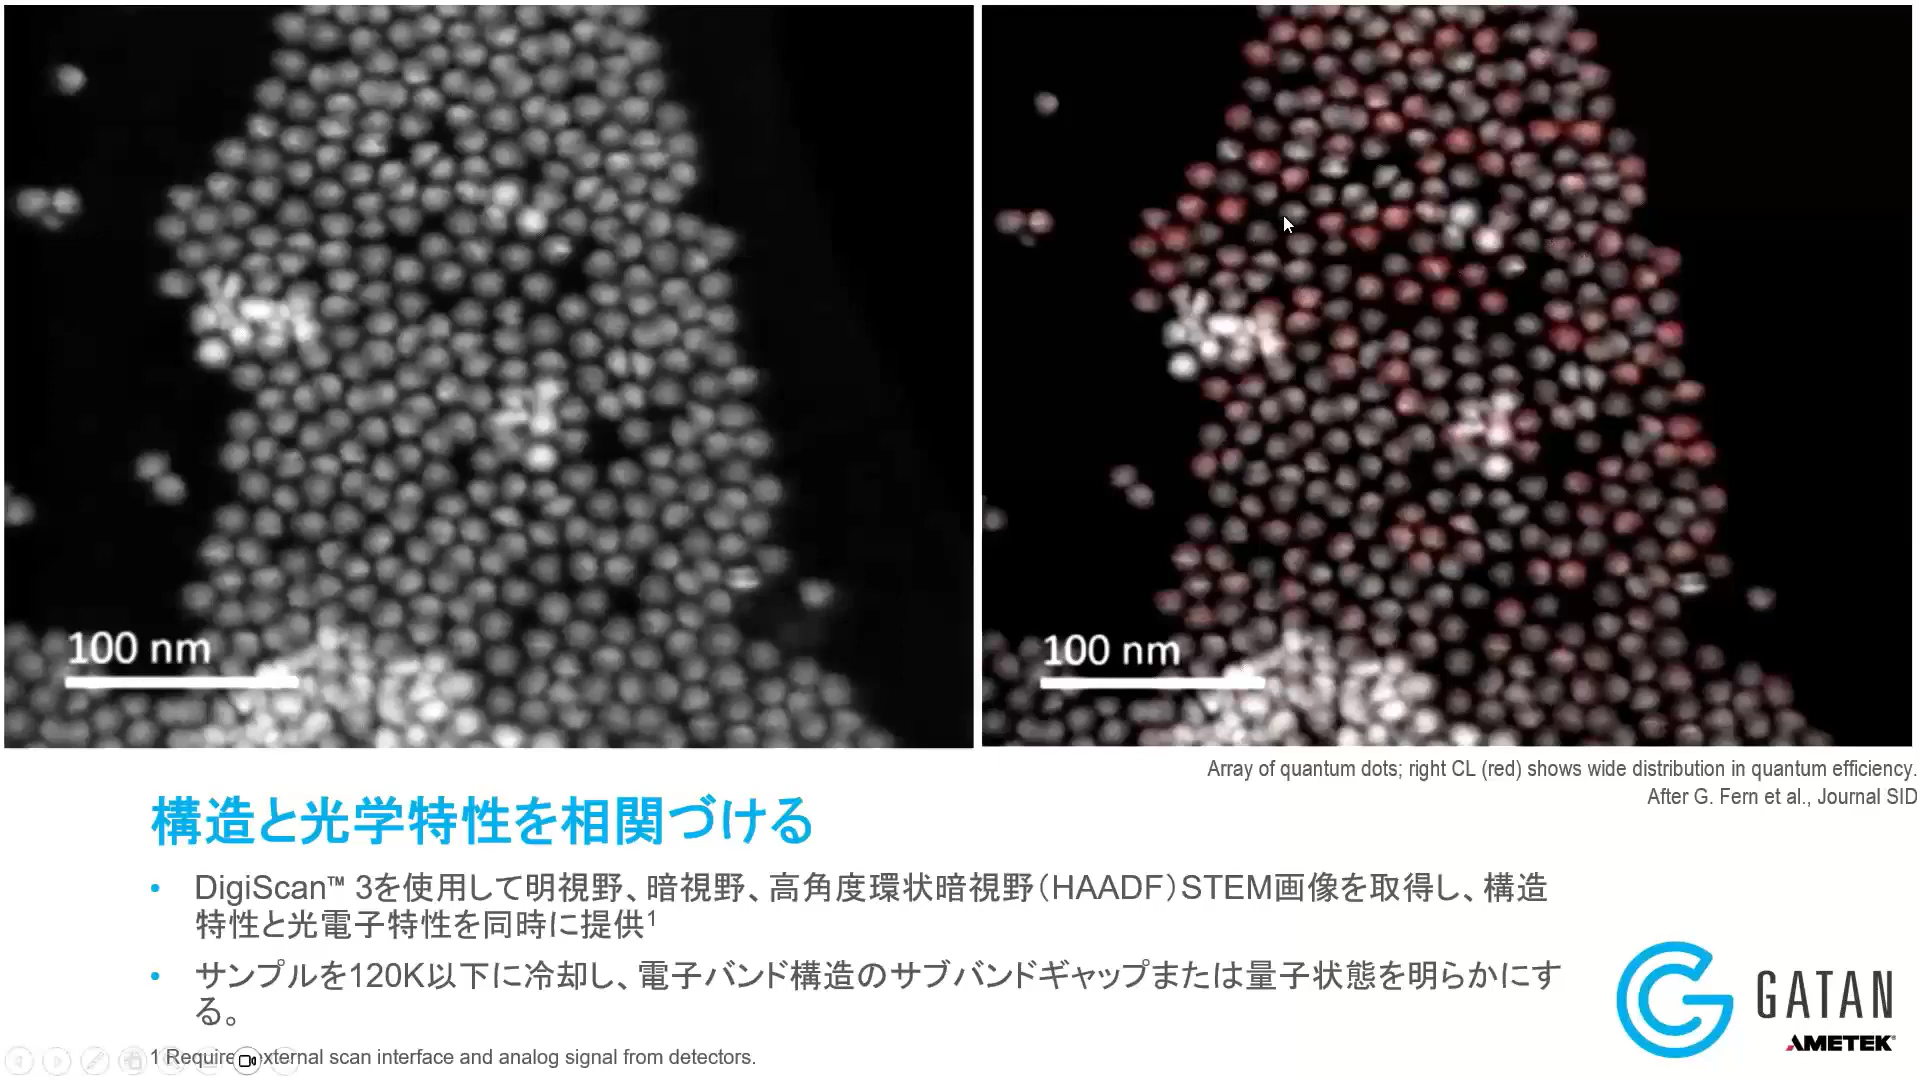 100 nm
100 nm
Array of quantum dots; right CL (red) shows wide distribution in quantum efficiency.
After G. Fern et al., Journal SID
構造と光学特性を相関づける
• DigiScan™ 3を使用して明視野、暗視野、高角度環状暗視野（HAADF）STEM画像を取得し、構造
特性と光電子特性を同時に提供1
• サンプルを120K以下に冷却し、電子バンド構造のサブバンドギャップまたは量子状態を明らかにす
る。
1 Require xternal scan interface and analog signal from detectors.
GATAN
AMETEK